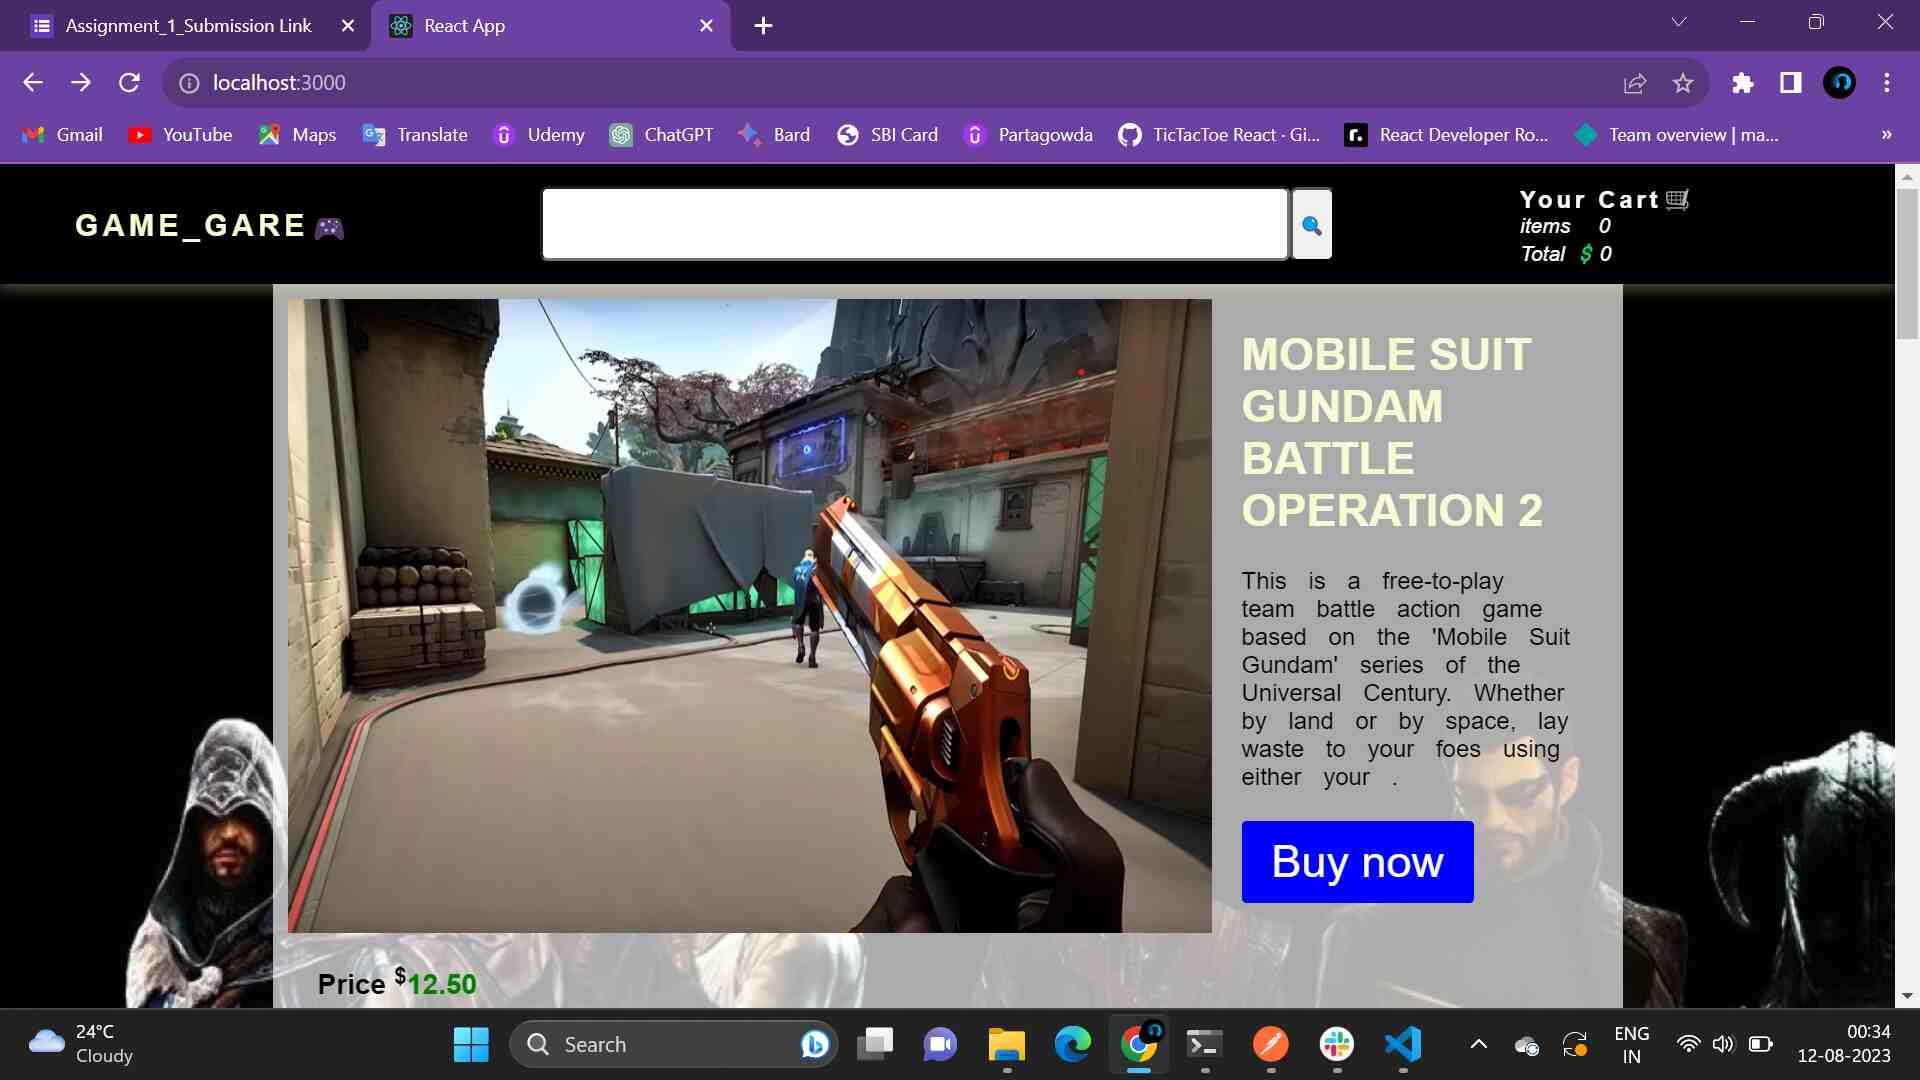 Assignment_1_Submission Link
React App
localhost:3000
Gmail
YouTube
Maps
Translate
Udemy
ChatGPT
Bard
SBI Card
Partagowda
TicTacToe React · Gi...
React Developer Ro...
Team overview | ma...
»
GAME_GARE
Your Cart
items 0
Total $ 0
MOBILE SUIT
GUNDAM
BATTLE
OPERATION 2
This is a free-to-play
team battle action game
based on the 'Mobile Suit
Gundam' series of the
Universal Century. Whether
by land or by space, lay
waste to your foes using
either your .
Buy now
Price $12.50
24°C
Cloudy
Search
ENG
IN
00:34
12-08-2023